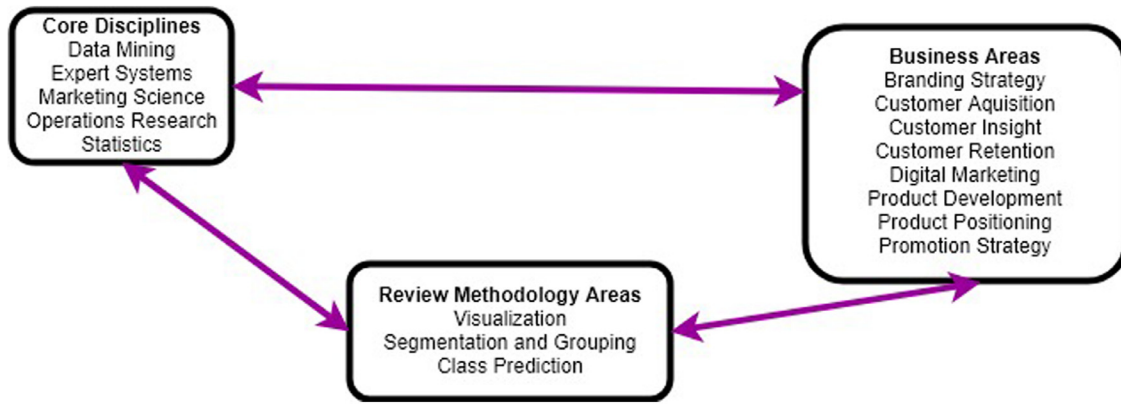 Core Disciplines
Data Mining
Expert Systems
Marketing Science
Operations Research
Statistics
Business Areas
Branding Strategy
Customer Aquisition
Customer Insight
Customer Retention
Digital Marketing
Product Development
Product Positioning
Promotion Strategy
Review Methodology Areas
Visualization
Segmentation and Grouping
Class Prediction